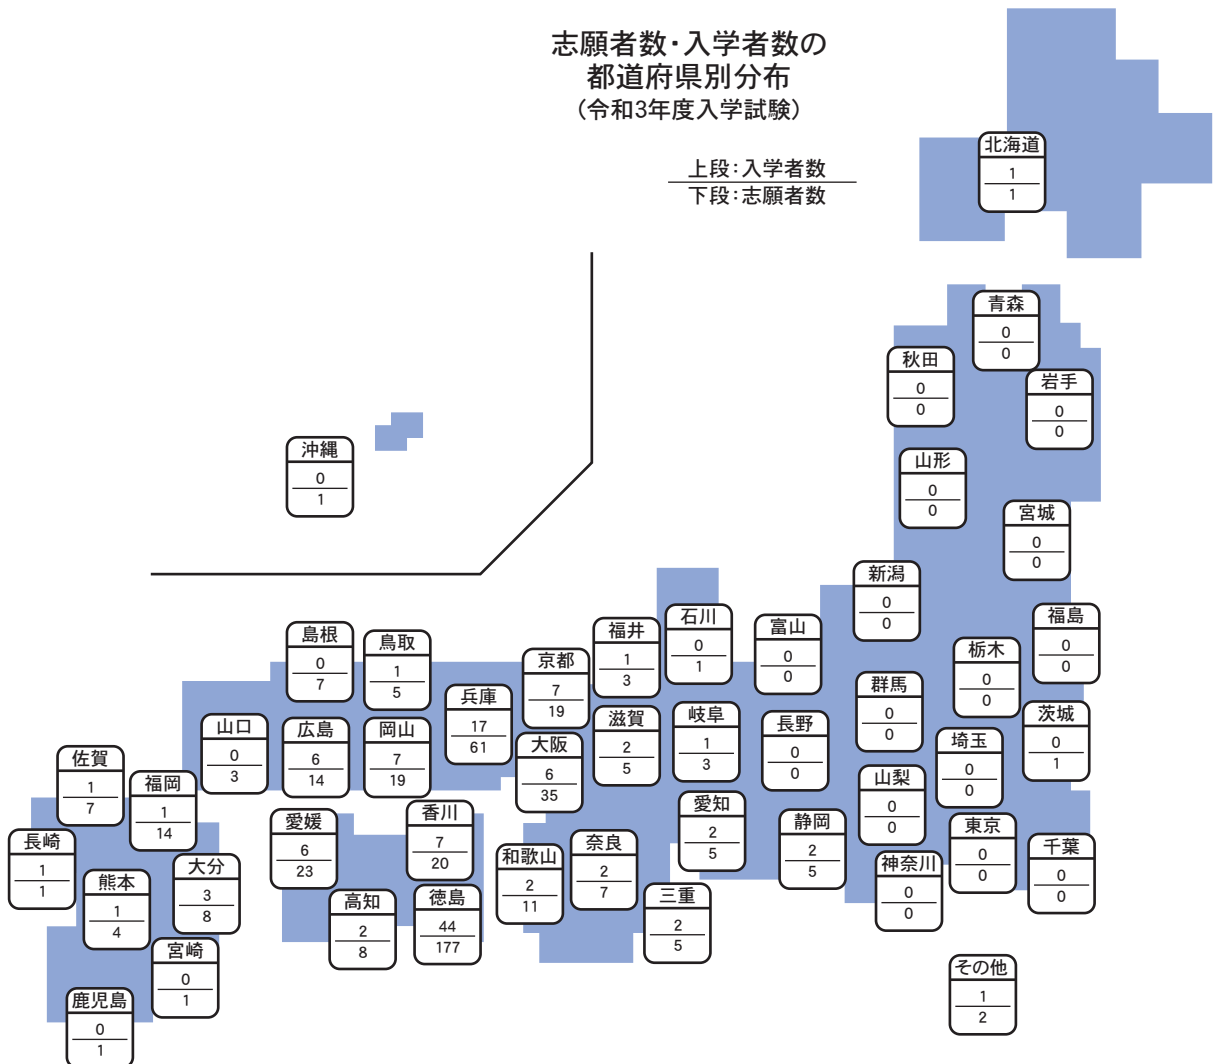 志願者数・入学者数の
都道府県別分布
（令和3年度入学試験）
上段：入学者数
下段：志願者数
北海道
1
1
青森
0
0
秋田
0
0
岩手
0
0
山形
0
0
宮城
0
0
沖縄
0
1
新潟
0
0
福島
0
0
石川
0
1
富山
0
0
福井
1
3
島根
0
7
鳥取
1
5
京都
7
19
栃木
0
0
兵庫
17
61
群馬
0
0
茨城
0
1
滋賀
2
5
岐阜
1
3
長野
0
0
山口
0
3
広島
6
14
岡山
7
19
大阪
6
35
埼玉
0
0
佐賀
1
7
福岡
1
14
山梨
0
0
愛知
2
5
愛媛
6
23
香川
7
20
静岡
2
5
東京
0
0
長崎
1
1
和歌山
2
11
奈良
2
7
千葉
0
0
神奈川
0
0
大分
3
8
熊本
1
4
高知
2
8
徳島
44
177
三重
2
5
宮崎
0
1
その他
1
2
鹿児島
0
1